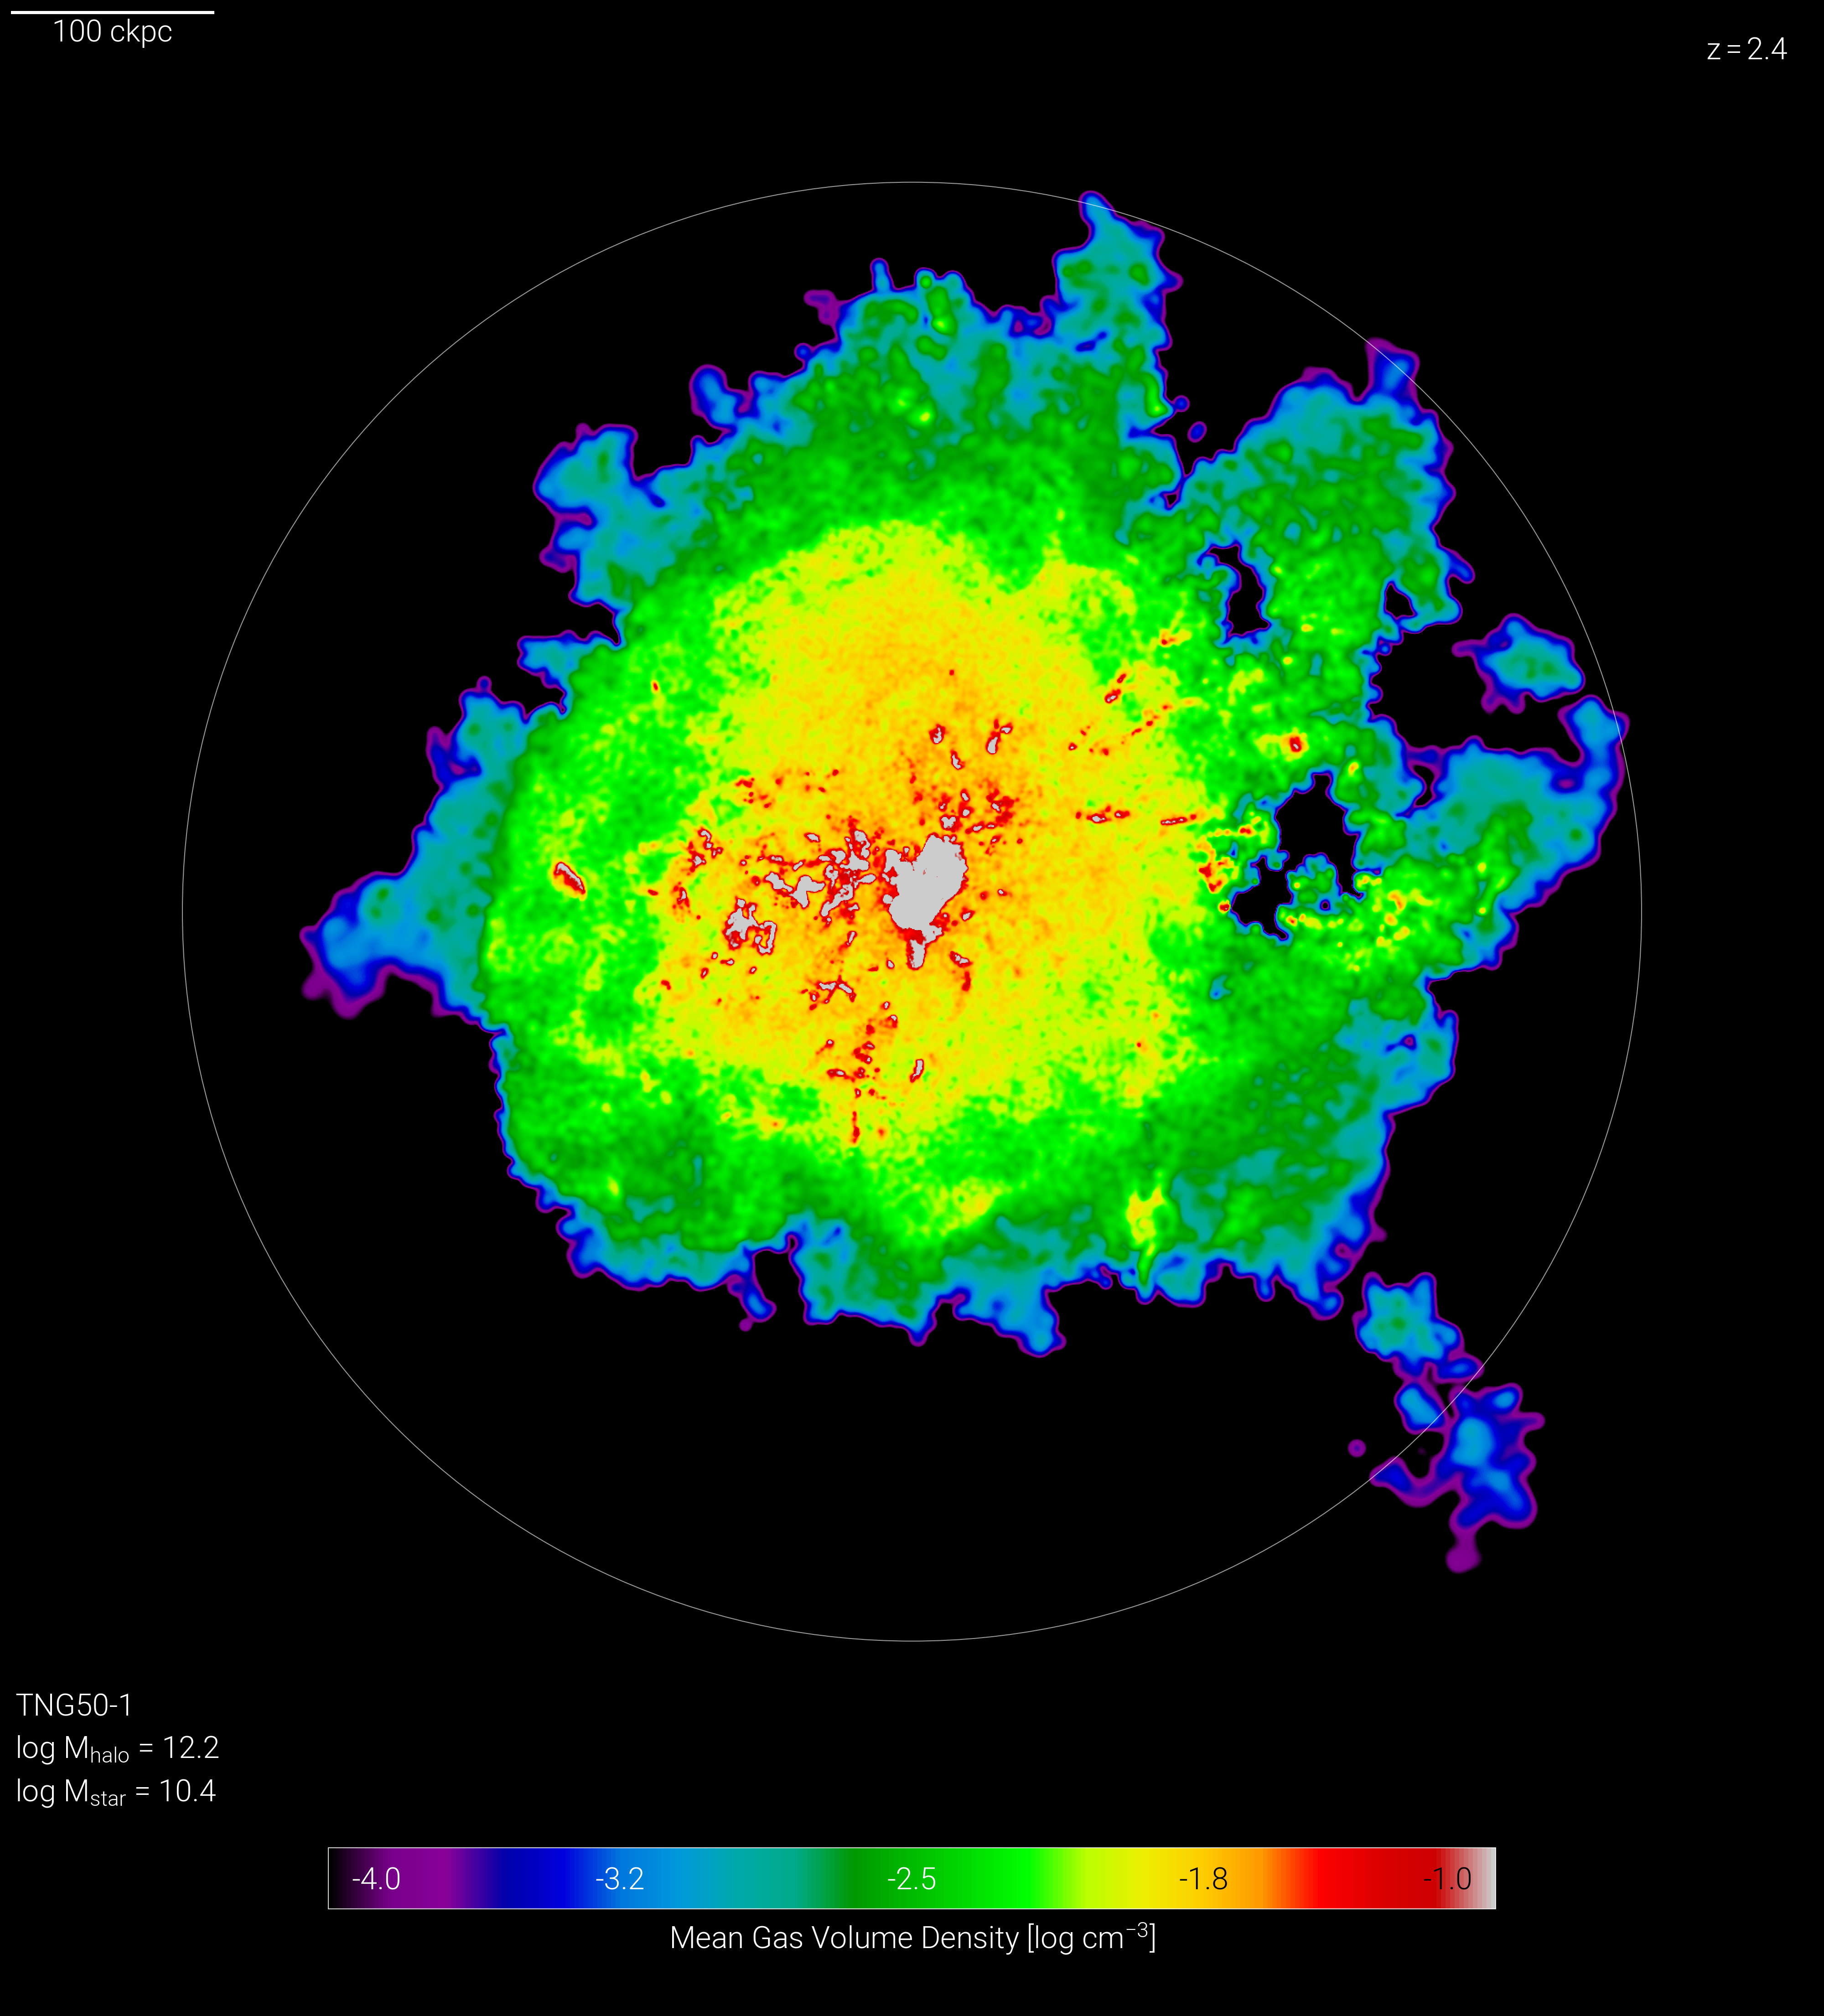 100 ckpc
z = 2.4
TNG50-1
log M_halo = 12.2
log M_star = 10.4
-4.0 -3.2 -2.5 -1.8 -1.0
Mean Gas Volume Density [log cm⁻³]